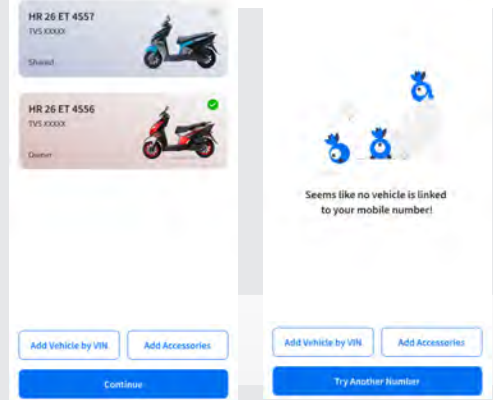 HR 26 ET 4557
TVS XXXXX
Shared
HR 26 ET 4556
TVS XXXXX
Owner
Add Vehicle by VIN
Add Accessories
Continue
Seems like no vehicle is linked
to your mobile number!
Add Vehicle by VIN
Add Accessories
Try Another Number